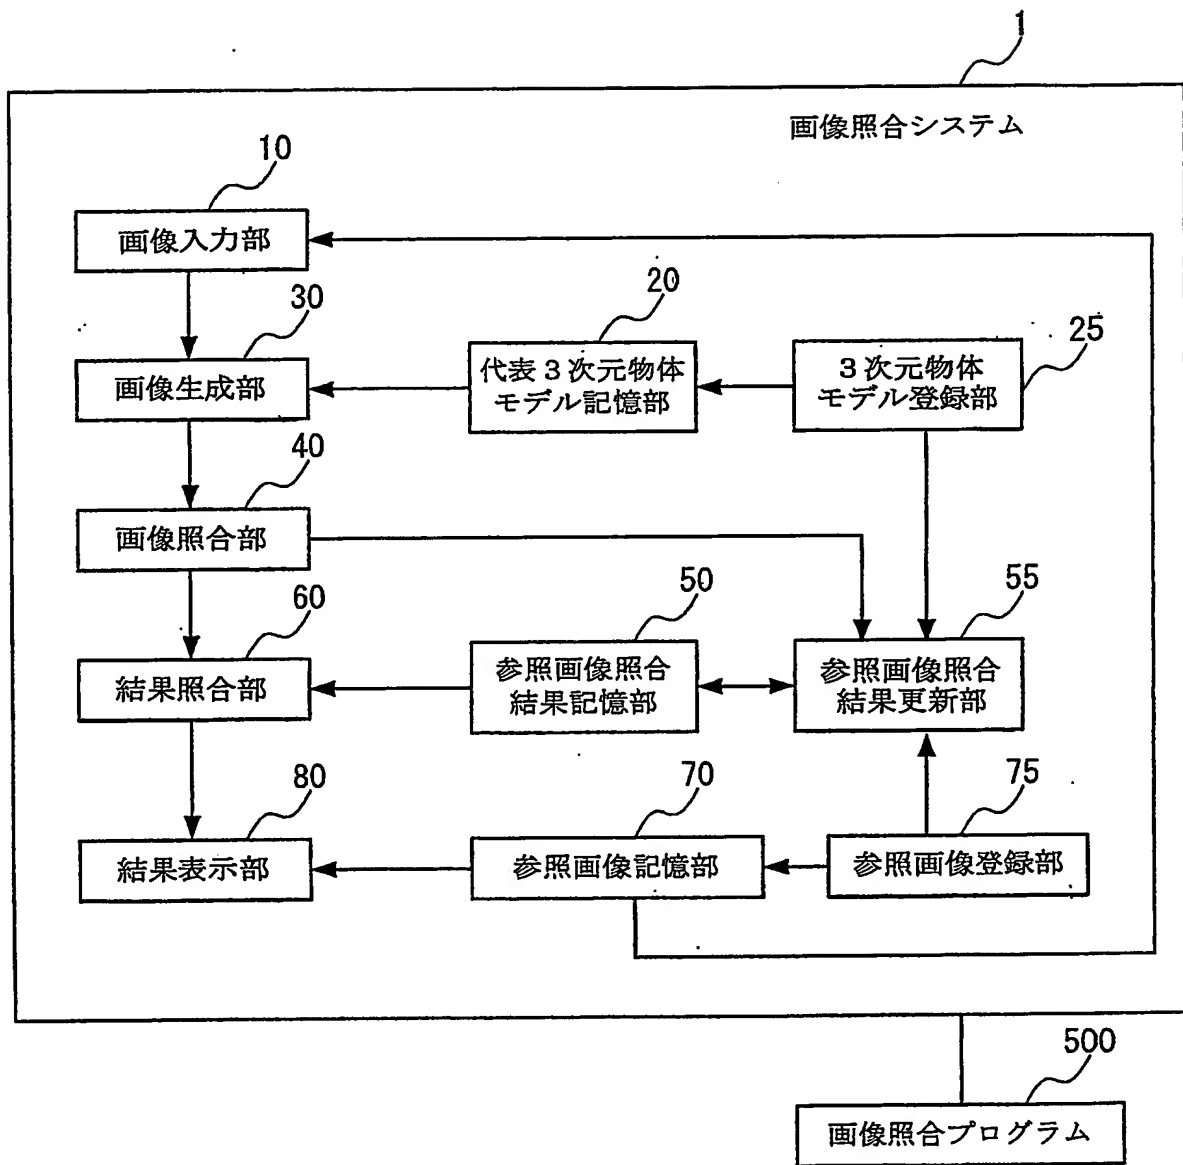 1
画像照合システム
10
画像入力部
20
30
25
代表３次元物体
モデル記憶部
３次元物体
モデル登録部
画像生成部
40
画像照合部
50
55
60
参照画像照合
結果記憶部
参照画像照合
結果更新部
結果照合部
70
75
80
参照画像記憶部
参照画像登録部
結果表示部
500
画像照合プログラム